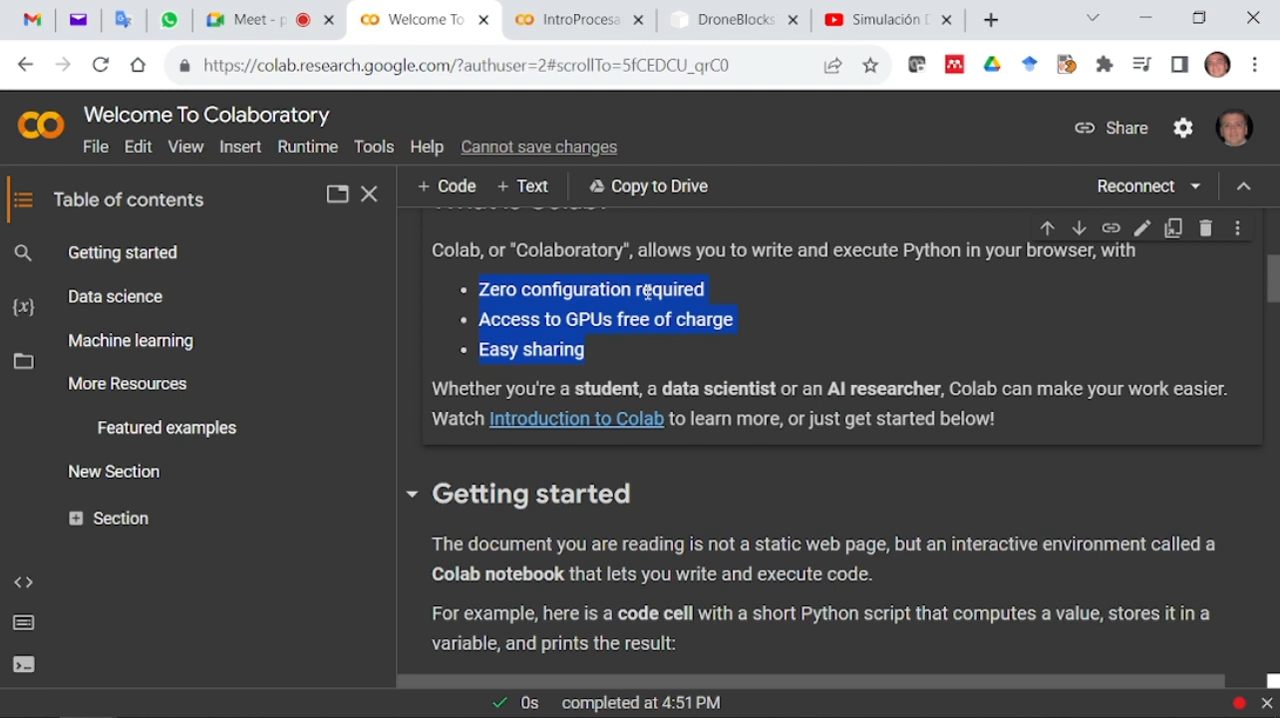 Meet - p
Welcome To
IntroProcesa
DroneBlocks
Simulación D
https://colab.research.google.com/?authuser=2#scrollTo=5fCEDCU_qrC0
Welcome To Colaboratory
File Edit View Insert Runtime Tools Help Cannot save changes
Share
Table of contents
Getting started
Data science
Machine learning
More Resources
Featured examples
New Section
Section
+ Code + Text Copy to Drive
Reconnect
Colab, or "Colaboratory", allows you to write and execute Python in your browser, with
• Zero configuration required
• Access to GPUs free of charge
• Easy sharing
Whether you're a student, a data scientist or an AI researcher, Colab can make your work easier.
Watch Introduction to Colab to learn more, or just get started below!
Getting started
The document you are reading is not a static web page, but an interactive environment called a
Colab notebook that lets you write and execute code.
For example, here is a code cell with a short Python script that computes a value, stores it in a
variable, and prints the result:
0s completed at 4:51 PM